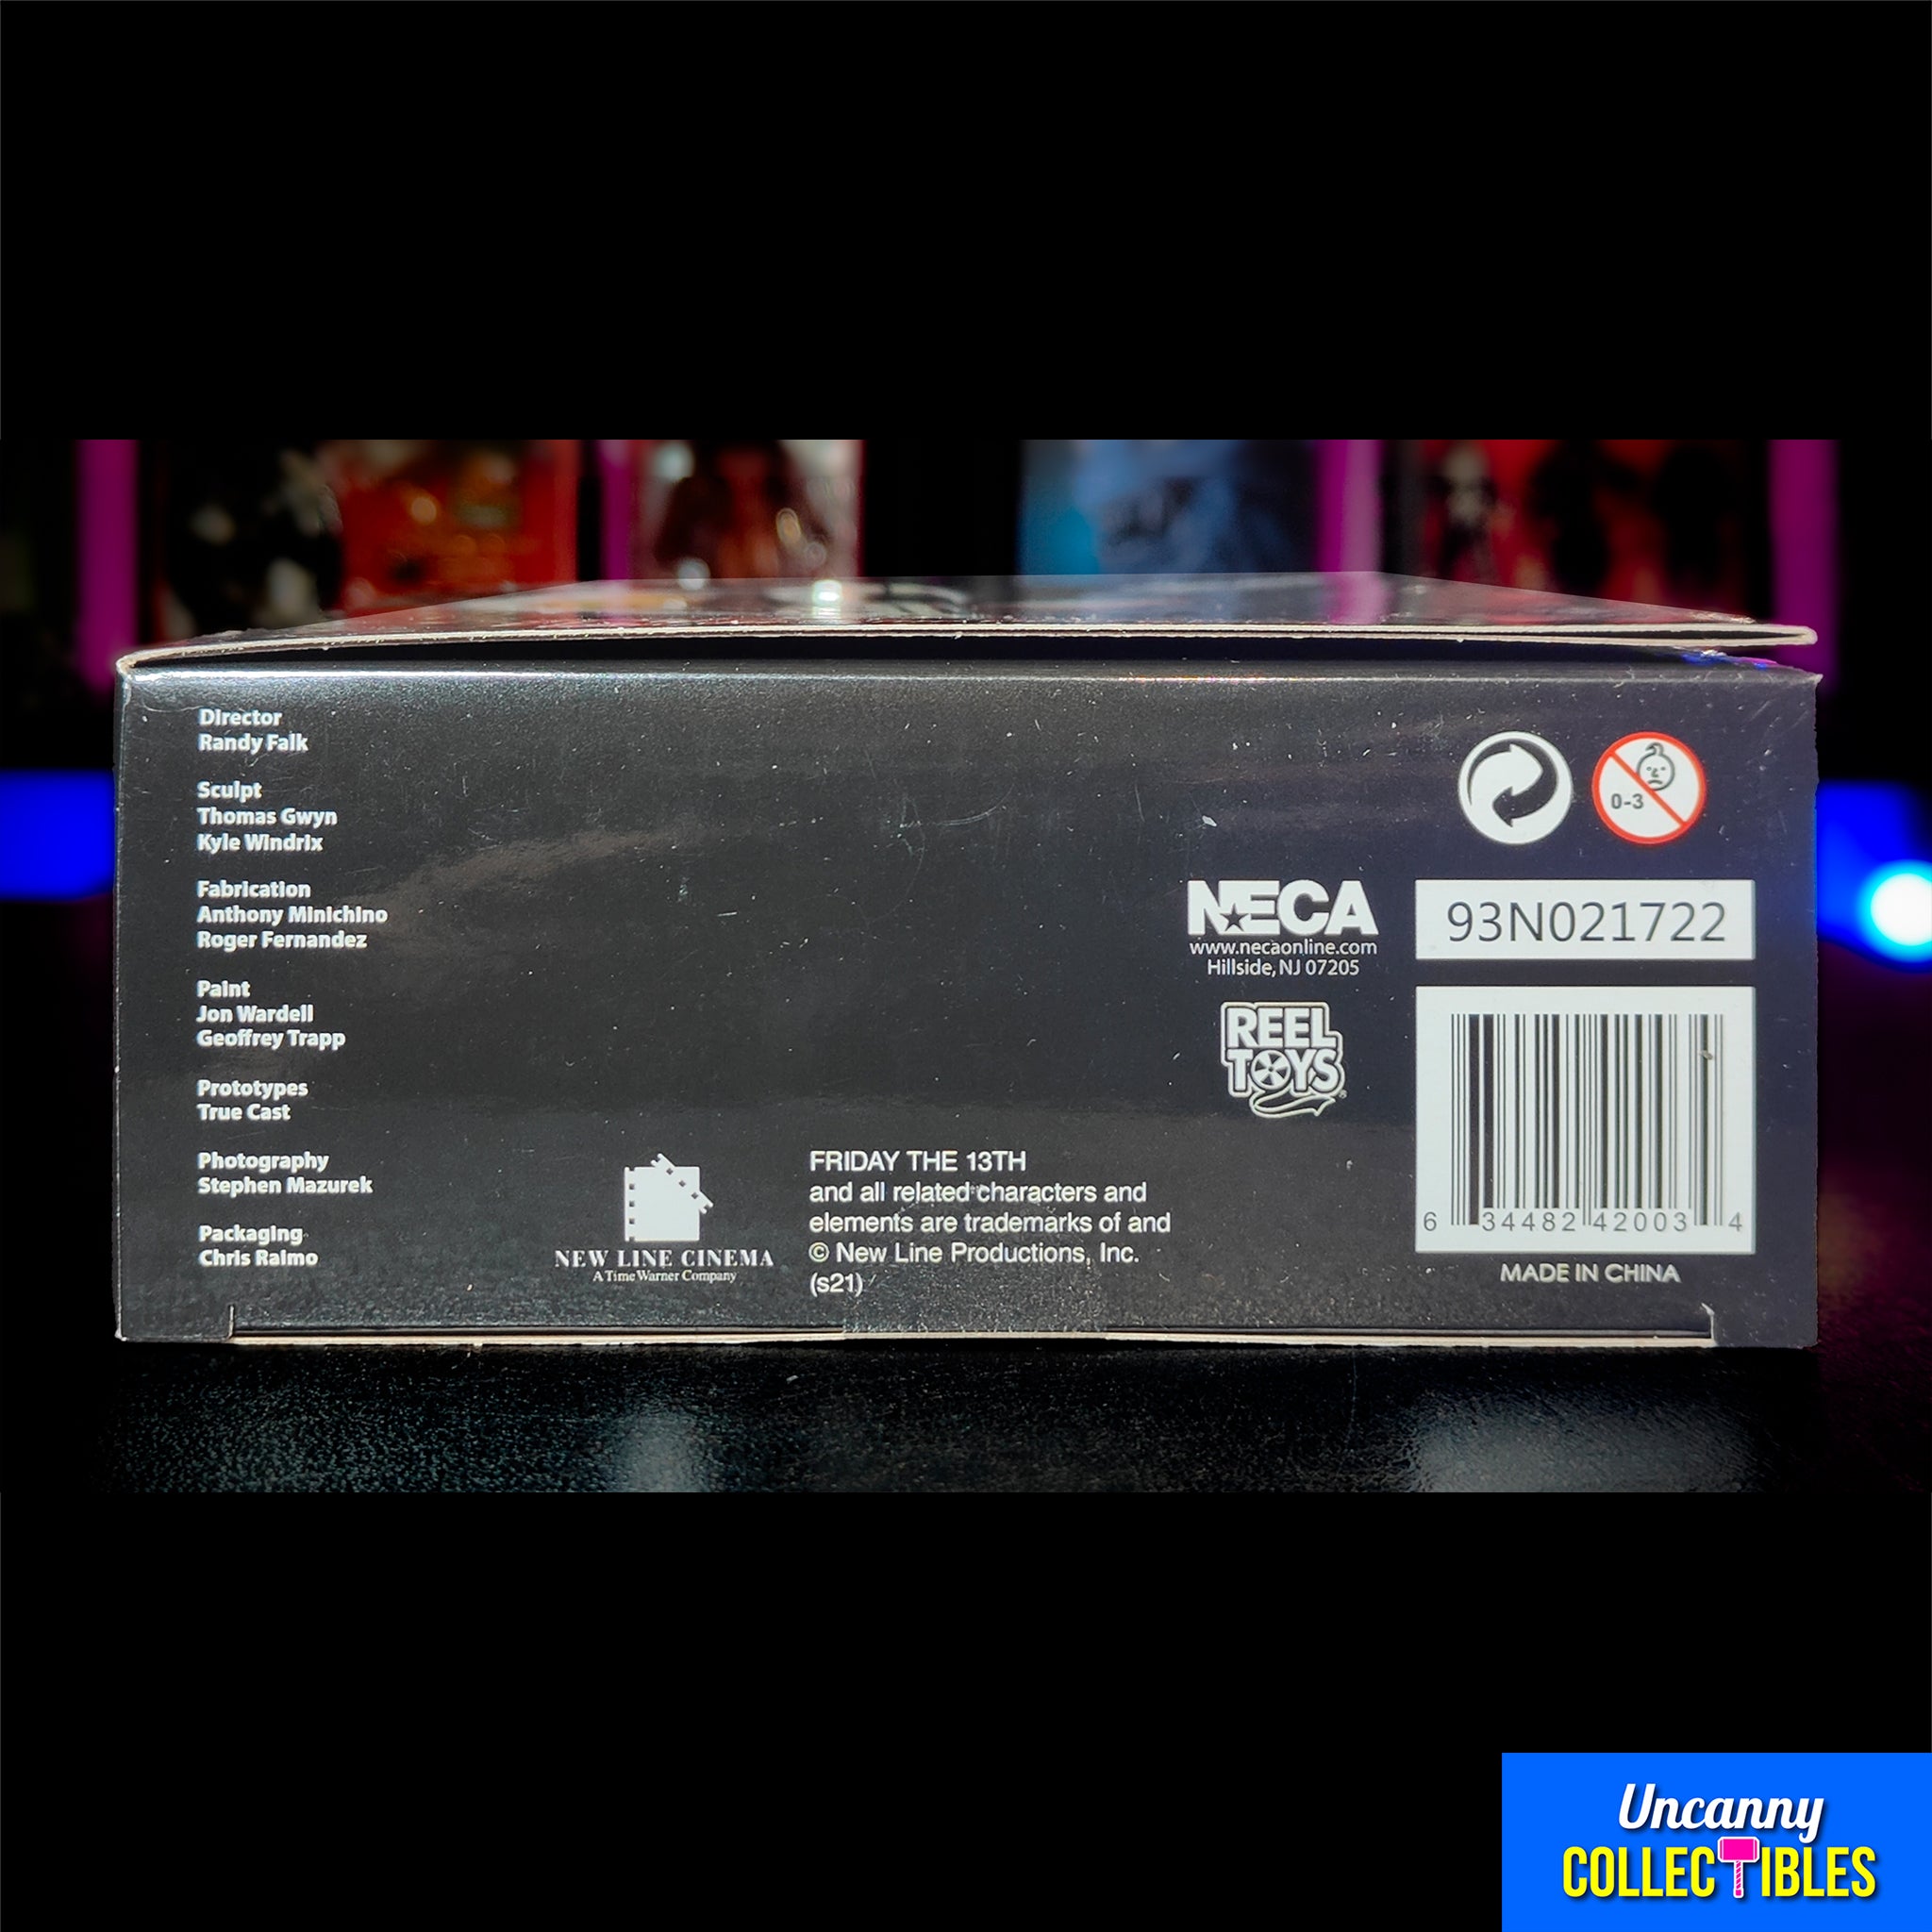 Director
Randy Falk
Sculpt
Thomas Gwyn
Kyle Windrix
Fabrication
Anthony Minichino
Roger Fernandez
Paint
Jon Wardell
Geoffrey Trapp
Prototypes
True Cast
Photography
Stephen Mazurek
Packaging
Chris Raimo
NEW LINE CINEMA
A Time Warner Company
FRIDAY THE 13TH
and all related characters and
elements are trademarks of and
© New Line Productions, Inc.
(s21)
NECA
www.necaonline.com
Hillside, NJ 07205
REEL
TOYS®
0-3
93N021722
6 34482 42003 4
MADE IN CHINA
Uncanny
COLLECTIBLES